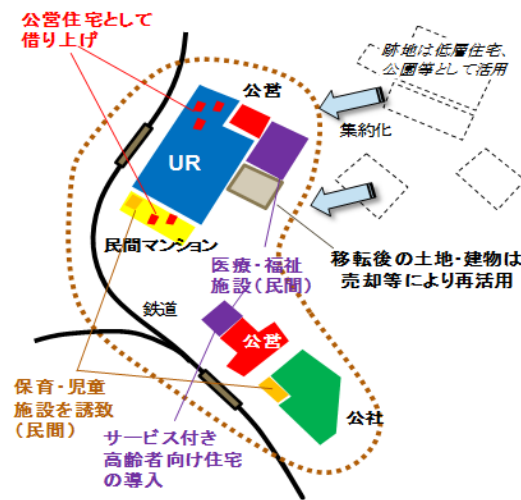 公営住宅として
借り上げ
跡地は低層住宅、
公園等として活用
公営
集約化
UR
民間マンション
移転後の土地・建物は
売却等により再活用
医療・福祉
施設（民間）
鉄道
公営
保育・児童
施設を誘致
（民間）
公社
サービス付き
高齢者向け住宅
の導入